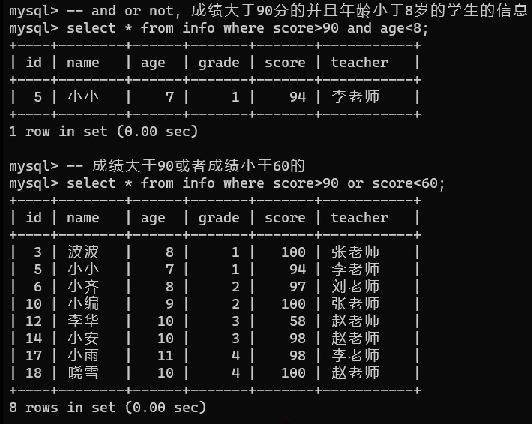 mysql> -- and or not, 成绩大于90分的并且年龄小于8岁的学生的信息
mysql> select * from info where score>90 and age<8;
+----+--------+-----+-------+-------+-----------+
| id | name | age | grade | score | teacher |
+----+--------+-----+-------+-------+-----------+
| 5 | 小小 | 7 | 1 | 94 | 李老师 |
+----+--------+-----+-------+-------+-----------+
1 row in set (0.00 sec)
mysql> -- 成绩大于90或者成绩小于60的
mysql> select * from info where score>90 or score<60;
+----+--------+-----+-------+-------+-----------+
| id | name | age | grade | score | teacher |
+----+--------+-----+-------+-------+-----------+
| 3 | 波波 | 8 | 1 | 100 | 张老师 |
| 5 | 小小 | 7 | 1 | 94 | 李老师 |
| 6 | 小齐 | 8 | 2 | 97 | 刘老师 |
| 10 | 小编 | 9 | 2 | 100 | 张老师 |
| 12 | 李华 | 10 | 3 | 58 | 赵老师 |
| 14 | 小安 | 10 | 3 | 98 | 赵老师 |
| 17 | 小雨 | 11 | 4 | 98 | 李老师 |
| 18 | 晓雪 | 10 | 4 | 100 | 赵老师 |
+----+--------+-----+-------+-------+-----------+
8 rows in set (0.00 sec)